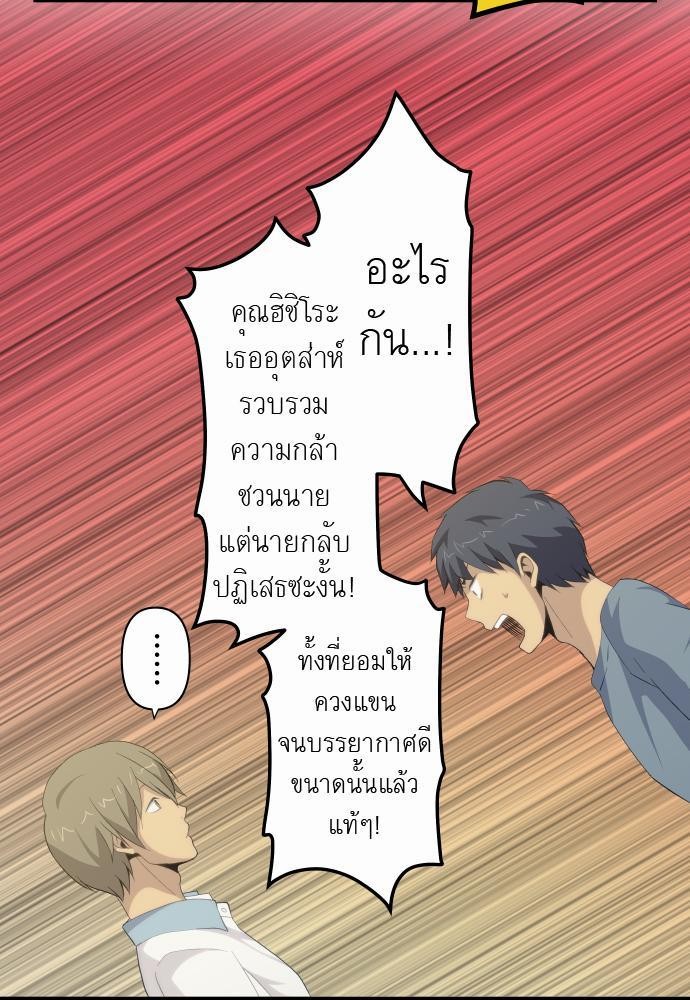 อะไร
กัน...!
คุณฮิชิโระ
เธออุตส่าห์
รวบรวม
ความกล้า
ชวนนาย
แต่นายกลับ
ปฏิเสธซะงั้น!
ทั้งที่ยอมให้
ควงแขน
จนบรรยากาศดี
ขนาดนั้นแล้ว
แท้ๆ!
......